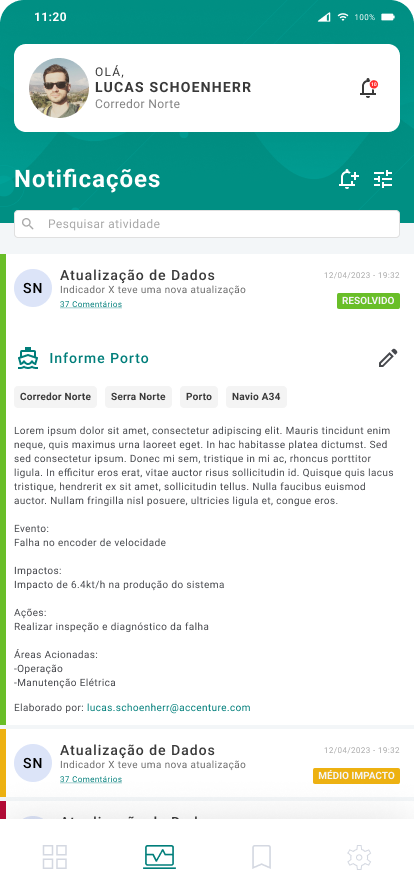 11:20
100%
OLÁ,
LUCAS SCHOENHERR
Corredor Norte
10
Notificações
Pesquisar atividade
SN
Atualização de Dados
12/04/2023 - 19:32
Indicador X teve uma nova atualização
37 Comentários
RESOLVIDO
Informe Porto
Corredor Norte
Serra Norte
Porto
Navio A34
Lorem ipsum dolor sit amet, consectetur adipiscing elit. Mauris tincidunt enim
neque, quis maximus urna laoreet eget. In hac habitasse platea dictumst. Sed
sed consectetur ipsum. Donec mi sem, tristique in mi ac, rhoncus porttitor
ligula. In efficitur eros erat, vitae auctor risus sollicitudin id. Quisque quis lacus
tristique, hendrerit ex sit amet, sollicitudin tellus. Nulla faucibus euismod
auctor. Nullam fringilla nisl posuere, ultricies ligula et, congue eros.
Evento:
Falha no encoder de velocidade
Impactos:
Impacto de 6.4kt/h na produção do sistema
Ações:
Realizar inspeção e diagnóstico da falha
Áreas Acionadas:
-Operação
-Manutenção Elétrica
Elaborado por: lucas.schoenherr@accenture.com
SN
Atualização de Dados
12/04/2023 - 19:32
Indicador X teve uma nova atualização
37 Comentários
MÉDIO IMPACTO
Atualização de Dados